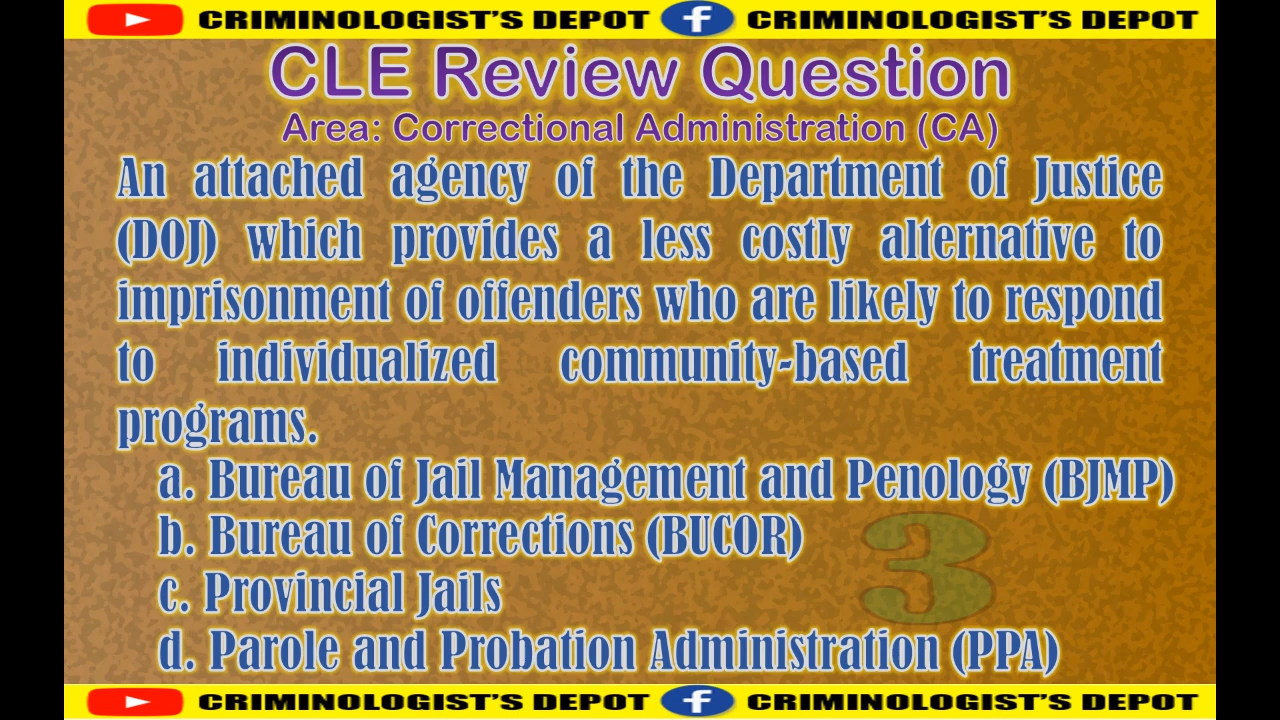 CRIMINOLOGIST'S DEPOT f CRIMINOLOGIST'S DEPOT
CLE Review Question
Area: Correctional Administration (CA)
An attached agency of the Department of Justice
(DOJ) which provides a less costly alternative to
imprisonment of offenders who are likely to respond
to individualized community-based treatment
programs.
a. Bureau of Jail Management and Penology (BJMP)
b. Bureau of Corrections (BUCOR)
c. Provincial Jails
d. Parole and Probation Administration (PPA)
3
CRIMINOLOGIST'S DEPOT f CRIMINOLOGIST'S DEPOT